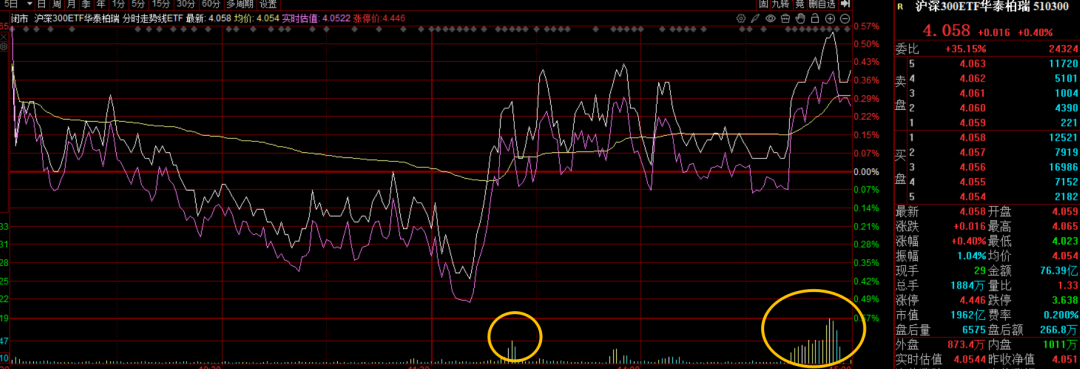 5日 日 周 月 季 年 1分 5分 15分 30分 60分 多周期 设置
闭市 沪深300ETF华泰柏瑞 分时走势线ETF 最新: 4.058 均价: 4.054 实时估值: 4.0522 涨停价: 4.446
0.57%
0.50%
0.43%
0.36%
0.29%
0.22%
0.15%
0.07%
0.00%
0.07%
0.14%
0.21%
0.28%
0.35%
0.42%
0.49%
R 沪深300ETF华泰柏瑞 510300
4.058 +0.016 +0.40%
委比 +35.15% 24324
卖盘
5 4.063 11720
4 4.062 5101
3 4.061 1004
2 4.060 4390
1 4.059 221
买盘
1 4.058 12521
2 4.057 7919
3 4.056 16986
4 4.055 7152
5 4.054 2182
最新 4.058 开盘 4.059
涨跌 +0.016 最高 4.065
涨幅 +0.40% 最低 4.023
振幅 1.04% 均价 4.054
现手 29 金额 76.39亿
总手 1884万 量比 1.33
涨停 4.446 跌停 3.638
市值 1962亿 费率 0.200%
盘后量 6575 盘后额 266.8万
外盘 873.4万 内盘 1011万
实时估值 4.0544 昨收净值 4.051